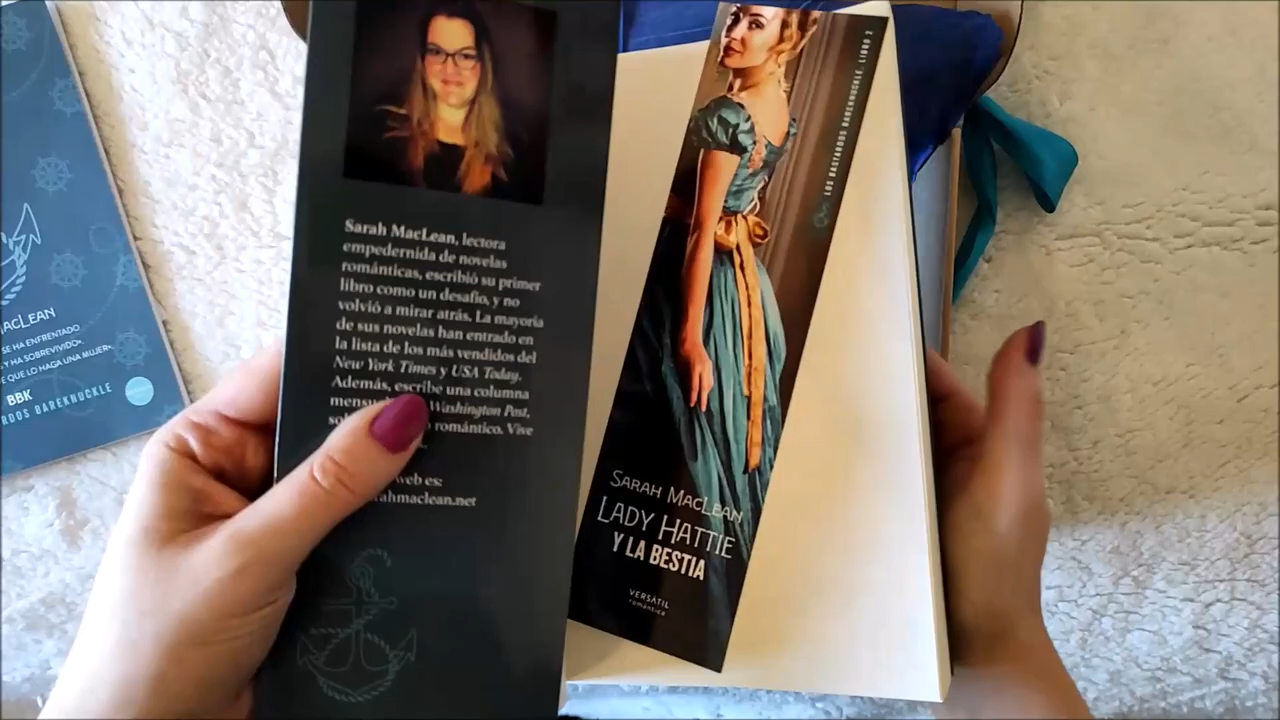 MACLEAN
SE HA ENFRENTADO
Y HA SOBREVIVIDO».
E QUE LO HAGA UNA MUJER».
BBK
RDOS BAREKNUCKLE
Sarah MacLean, lectora
empedernida de novelas
románticas, escribió su primer
libro como un desafío, y no
volvió a mirar atrás. La mayoría
de sus novelas han entrado en
la lista de los más vendidos del
New York Times y USA Today.
Además, escribe una columna
mensu Washington Post,
romántico. Vive
web es:
ahmaclean.net
LOS BASTARDOS BAREKNUCKLE. LIBRO 2
SARAH MACLEAN
LADY HATTIE
Y LA BESTIA
VERSÁTIL
romántica